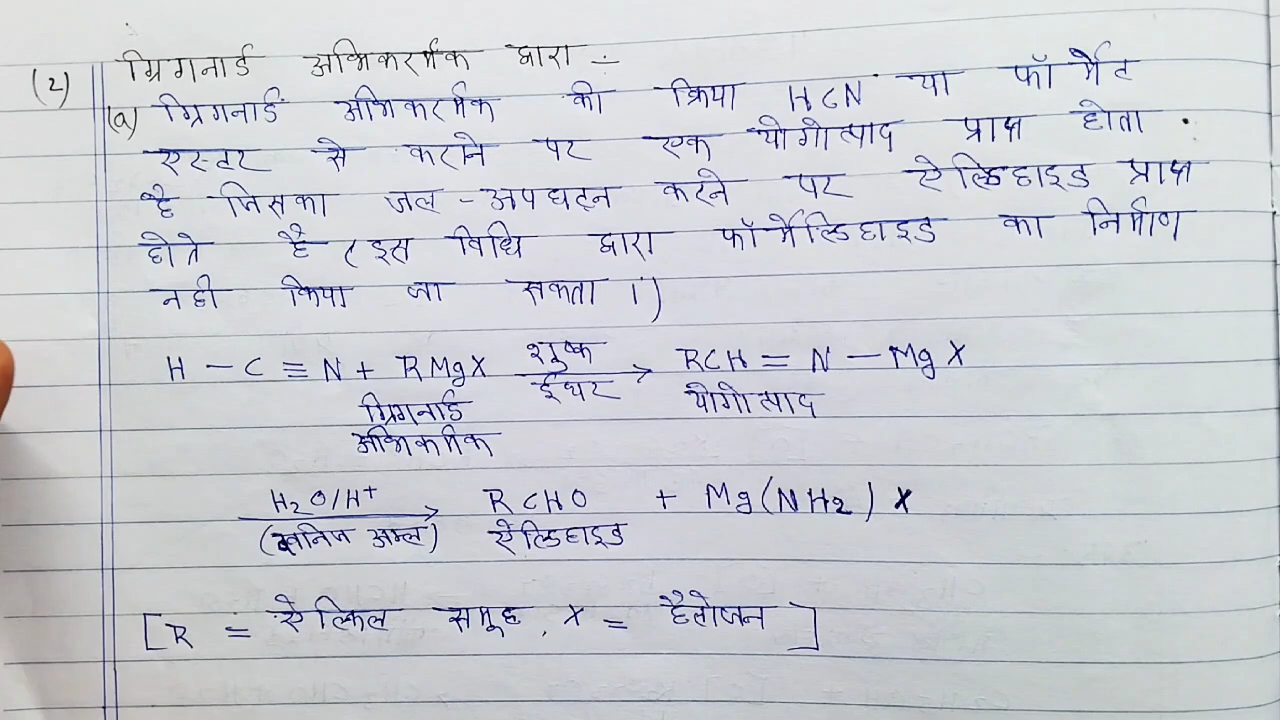 (2) ग्रिगनार्ड अभिकर्मक द्वारा :-
(a) ग्रिगनार्ड अभिकर्मक की क्रिया HCN या फॉर्मेट
एस्टर से कराने पर एक योगोत्पाद प्राप्त होता
है जिसका जल-अपघटन करने पर ऐल्डिहाइड प्राप्त
होते है (इस विधि द्वारा फॉर्मेल्डिहाइड का निर्माण
नही किया जा सकता ।)
H - C ≡ N + RMgX शुष्क ईथर → RCH = N - MgX
ग्रिगनार्ड अभिकर्मक योगोत्पाद
H₂O/H⁺ (खनिज अम्ल) → RCHO + Mg(NH₂)X
ऐल्डिहाइड
[R = ऐल्किल समूह, X = हैलोजन]